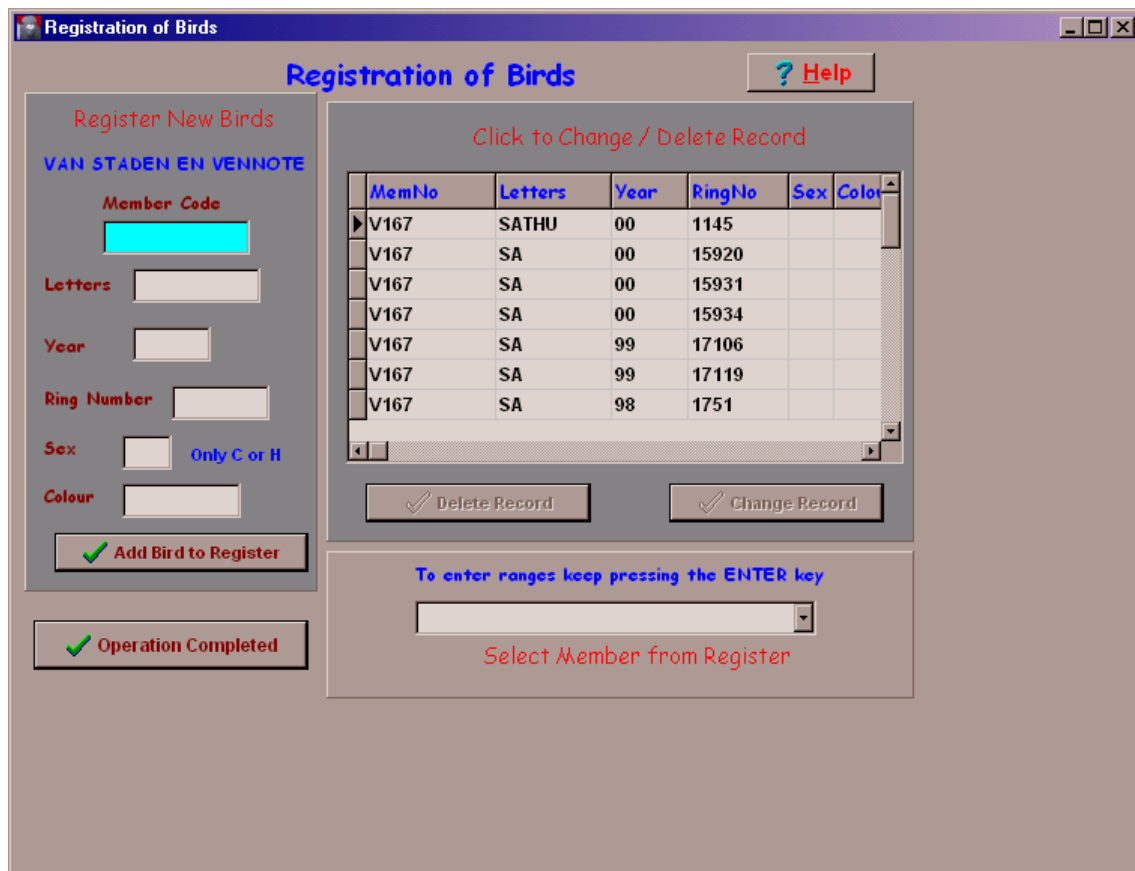 Registration of Birds
Registration of Birds
? Help
Register New Birds
VAN STADEN EN VENNOTE
Member Code
Letters
Year
Ring Number
Sex
Only C or H
Colour
Add Bird to Register
Operation Completed
Click to Change / Delete Record
MemNo Letters Year RingNo Sex Colou
V167 SATHU 00 1145
V167 SA 00 15920
V167 SA 00 15931
V167 SA 00 15934
V167 SA 99 17106
V167 SA 99 17119
V167 SA 98 1751
Delete Record
Change Record
To enter ranges keep pressing the ENTER key
Select Member from Register